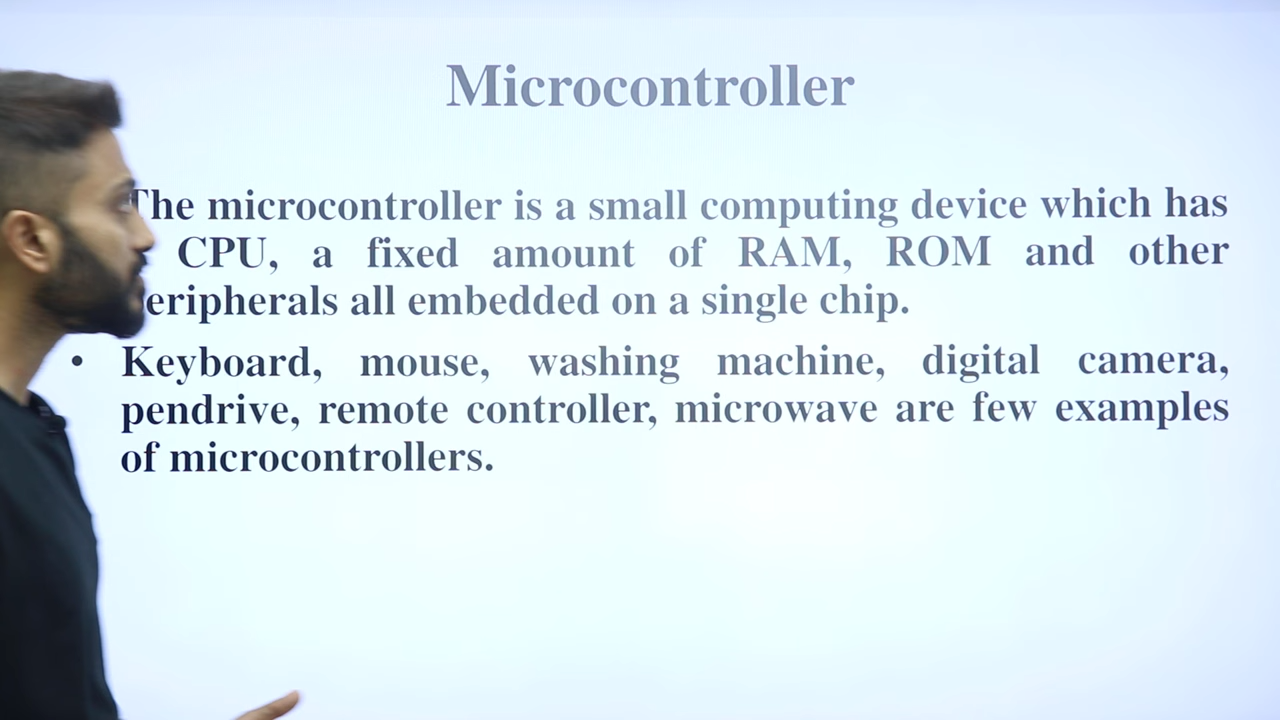 Microcontroller
The microcontroller is a small computing device which has
CPU, a fixed amount of RAM, ROM and other
eripherals all embedded on a single chip.
• Keyboard, mouse, washing machine, digital camera,
pendrive, remote controller, microwave are few examples
of microcontrollers.